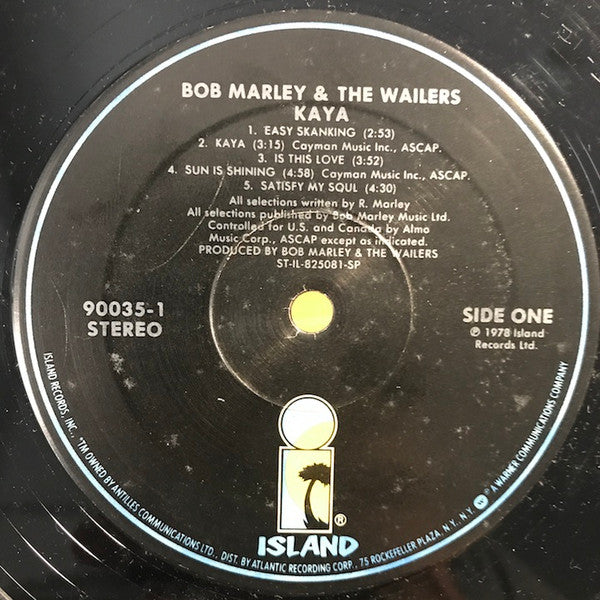 BOB MARLEY & THE WAILERS
KAYA
1. EASY SKANKING (2:53)
2. KAYA (3:15) Cayman Music Inc., ASCAP.
3. IS THIS LOVE (3:52)
4. SUN IS SHINING (4:58) Cayman Music Inc., ASCAP.
5. SATISFY MY SOUL (4:30)
All selections written by R. Marley
All selections published by Bob Marley Music Ltd.
Controlled for U.S. and Canada by Almo
Music Corp., ASCAP except as indicated.
PRODUCED BY BOB MARLEY & THE WAILERS
ST-IL-825081-SP
90035-1
STEREO
SIDE ONE
℗ 1978 Island
Records Ltd.
®
ISLAND
ISLAND RECORDS, INC., *TM OWNED BY ANTILLES COMMUNICATIONS LTD., DIST. BY ATLANTIC RECORDING CORP., 75 ROCKEFELLER PLAZA, N.Y., N.Y. A WARNER COMMUNICATIONS COMPANY